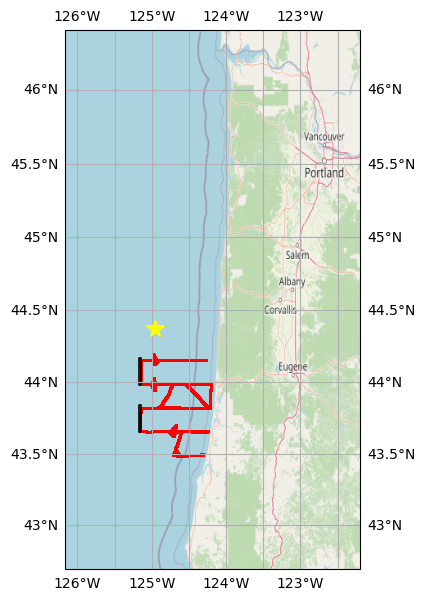 126°W 125°W 124°W 123°W
46°N 46°N
Vancouver
45.5°N 45.5°N
Portland
45°N 45°N
Salem
Albany
44.5°N 44.5°N
Corvallis
Eugene
44°N 44°N
43.5°N 43.5°N
43°N 43°N
126°W 125°W 124°W 123°W